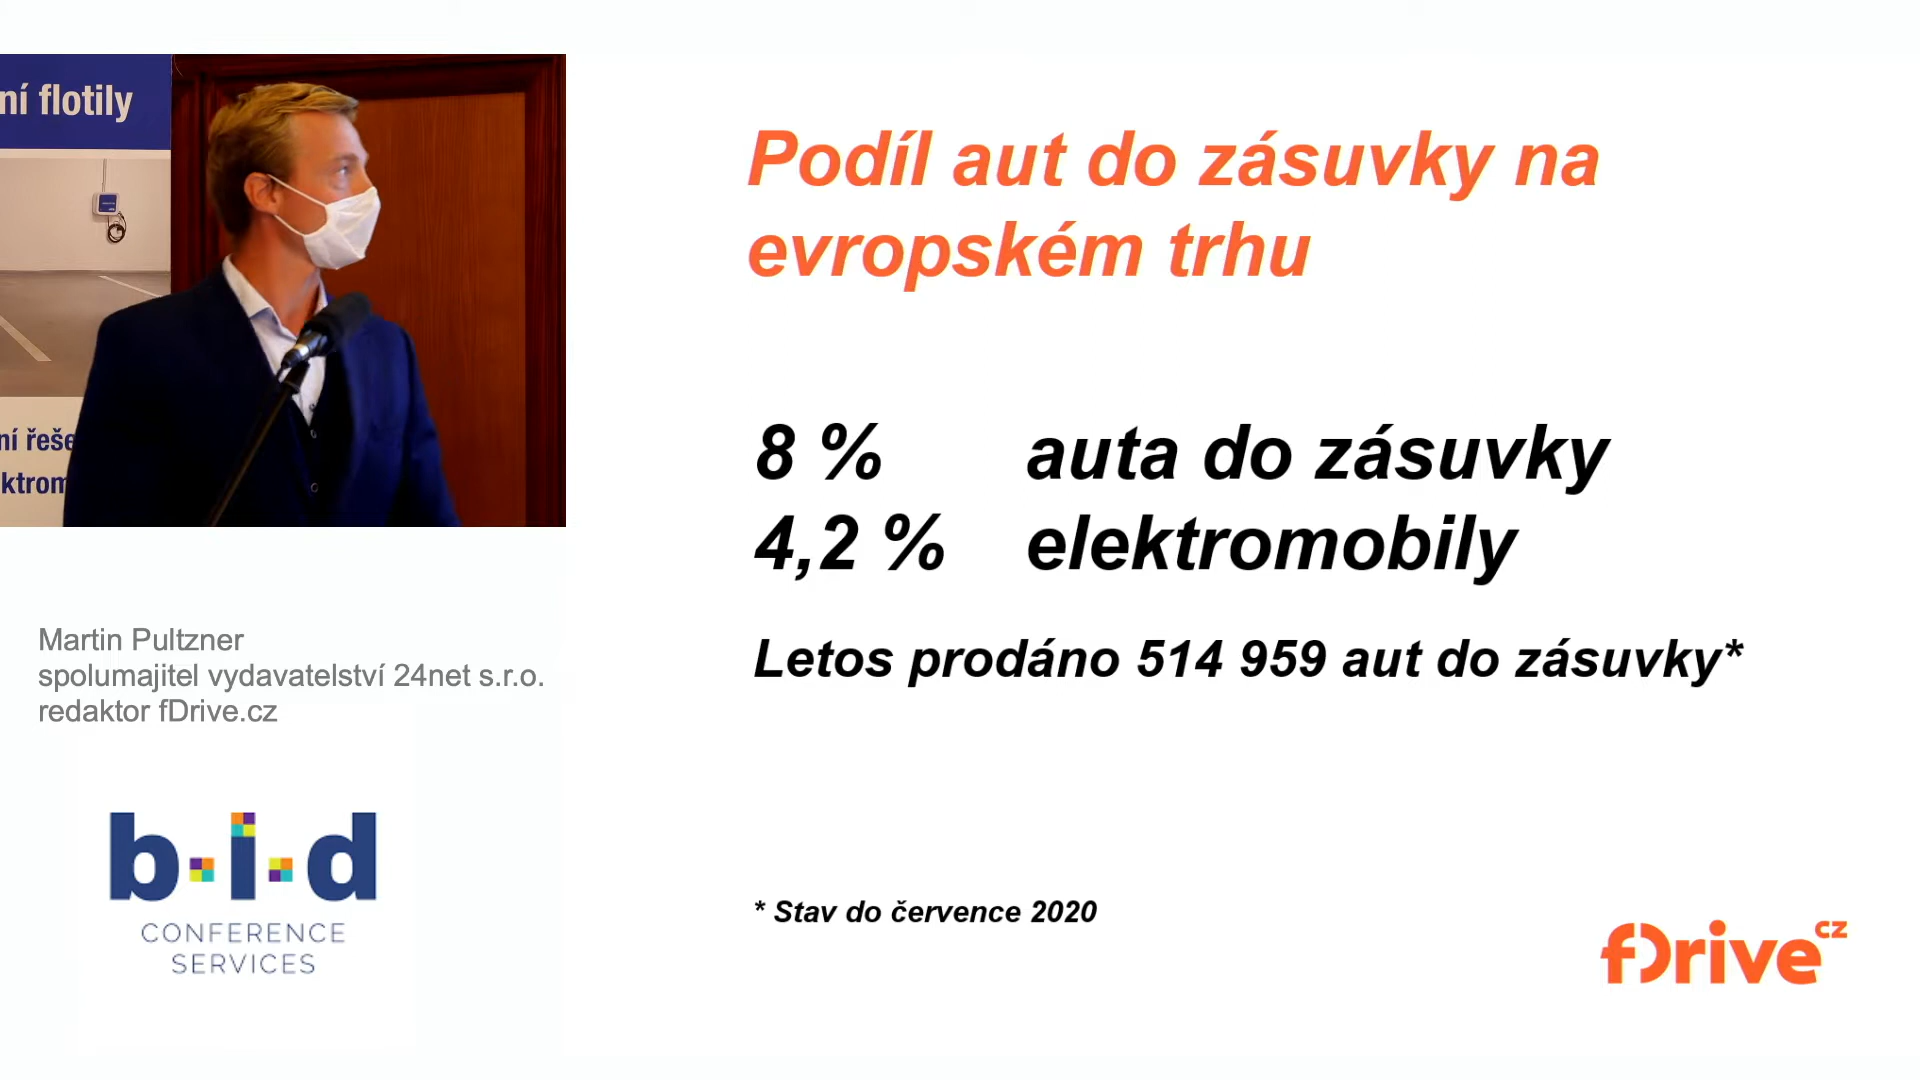 ní flotily
ní řeše
ktrom
Martin Pultzner
spolumajitel vydavatelství 24net s.r.o.
redaktor fDrive.cz
b·i·d
CONFERENCE
SERVICES
Podíl aut do zásuvky na
evropském trhu
8 % auta do zásuvky
4,2 % elektromobily
Letos prodáno 514 959 aut do zásuvky*
* Stav do července 2020
fDrive cz